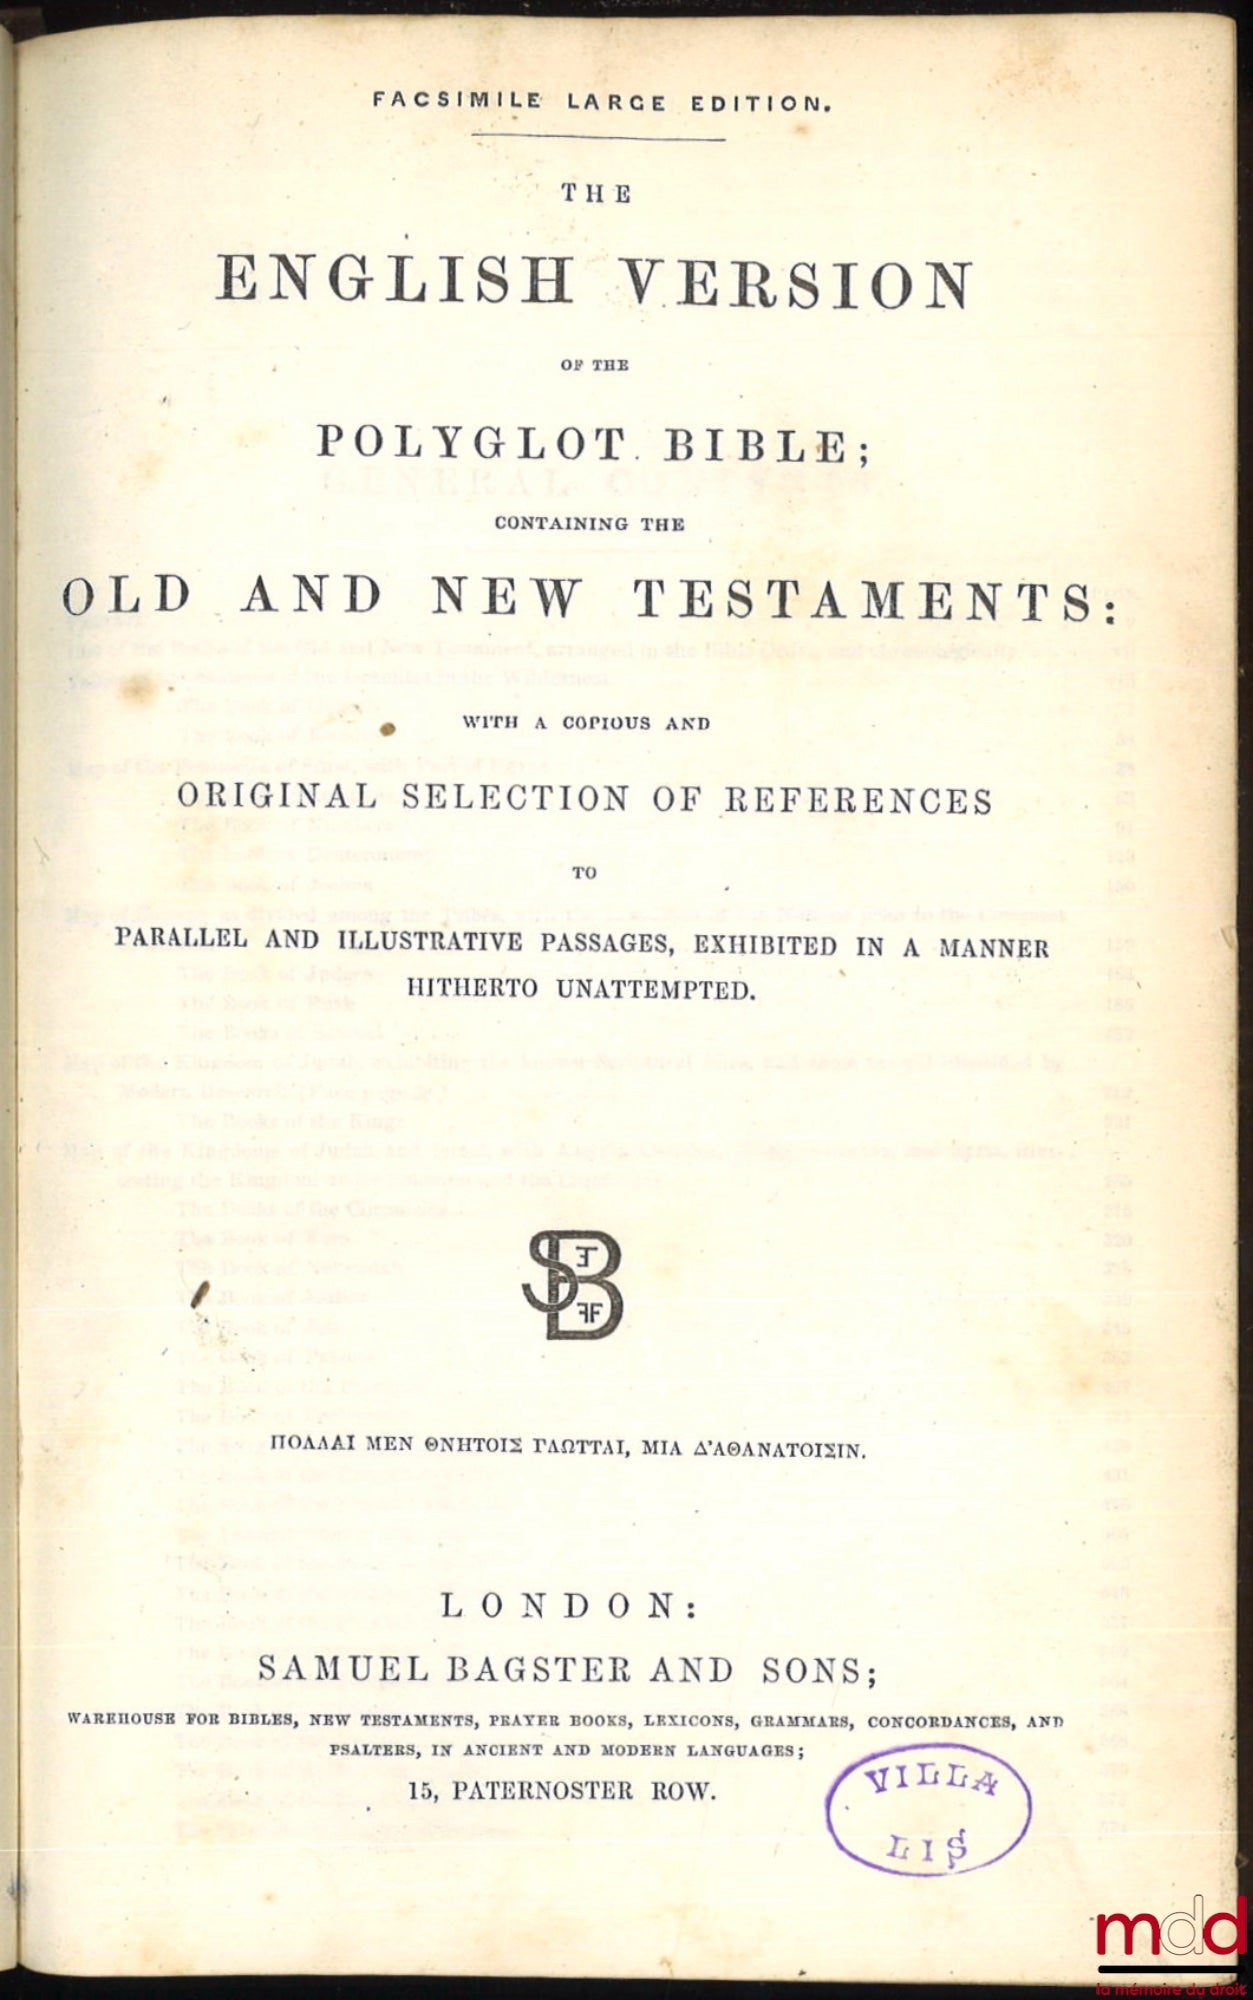 FACSIMILE LARGE EDITION.
THE
ENGLISH VERSION
OF THE
POLYGLOT BIBLE;
CONTAINING THE
OLD AND NEW TESTAMENTS:
WITH A COPIOUS AND
ORIGINAL SELECTION OF REFERENCES
TO
PARALLEL AND ILLUSTRATIVE PASSAGES, EXHIBITED IN A MANNER
HITHERTO UNATTEMPTED.
ΠΟΛΛΑΙ ΜΕΝ ΘΝΗΤΟΙΣ ΓΛΩΤΤΑΙ, ΜΙΑ Δ'ΑΘΑΝΑΤΟΙΣΙΝ.
LONDON:
SAMUEL BAGSTER AND SONS;
WAREHOUSE FOR BIBLES, NEW TESTAMENTS, PRAYER BOOKS, LEXICONS, GRAMMARS, CONCORDANCES, AND
PSALTERS, IN ANCIENT AND MODERN LANGUAGES;
15, PATERNOSTER ROW.
VILLA
LIS
mdd
la mémoire du droit